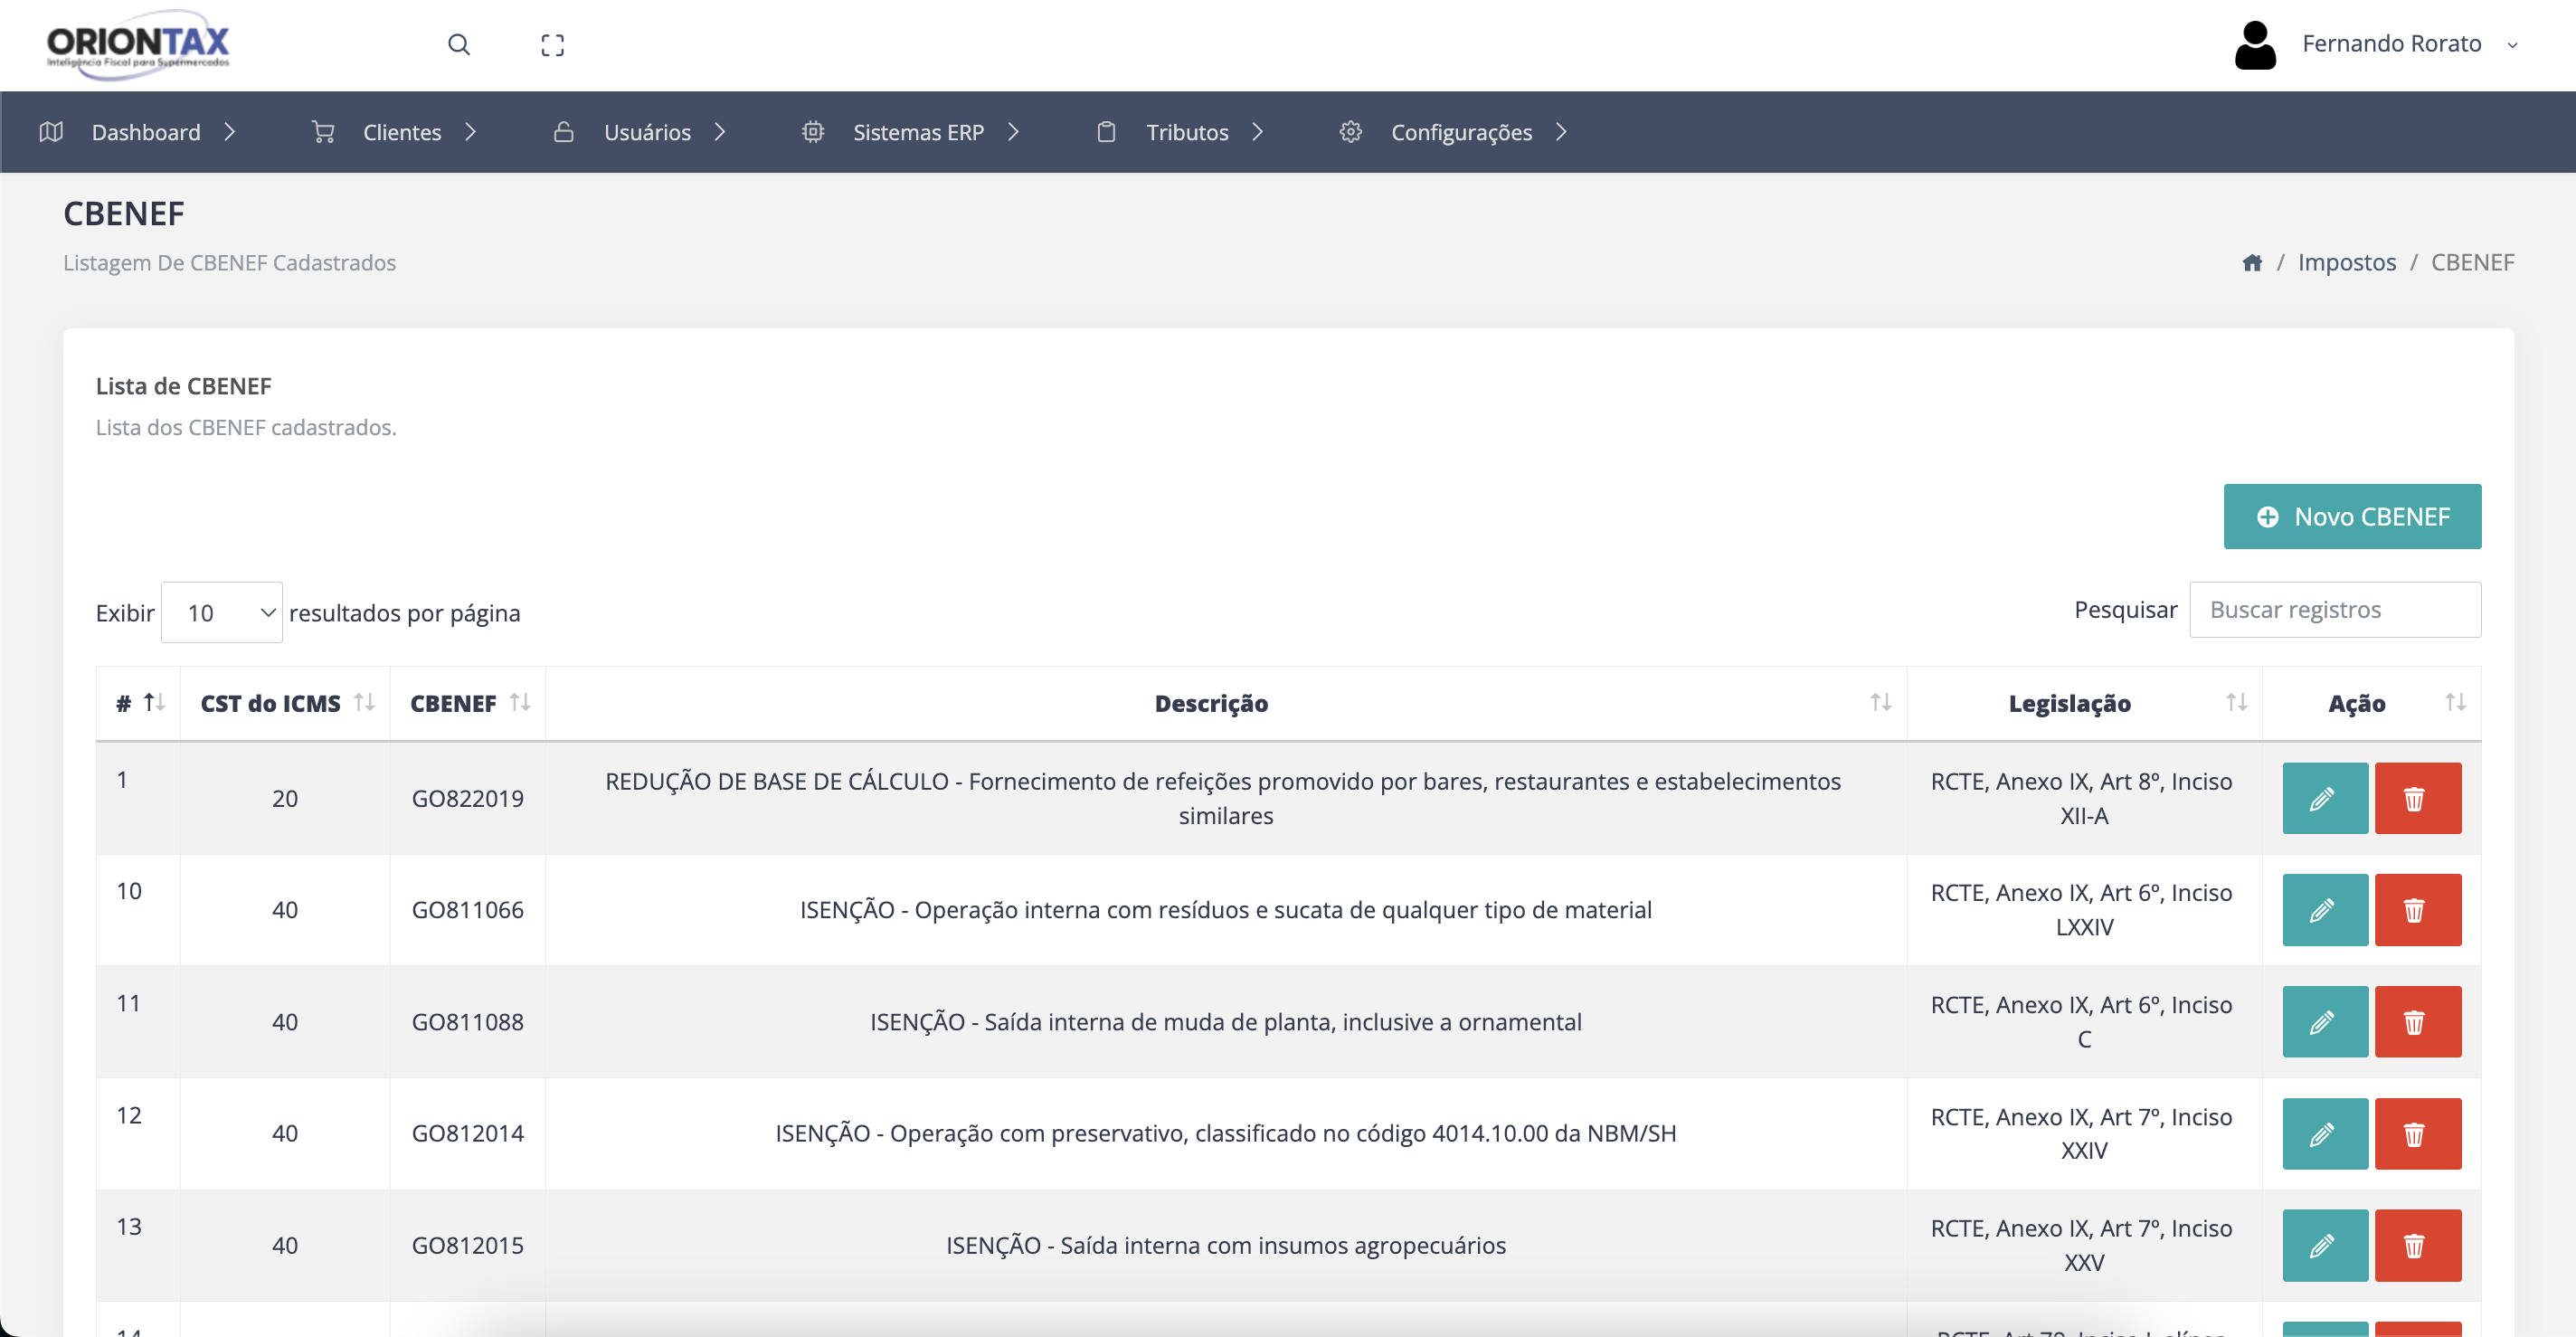 ORIONTAX
Inteligência Fiscal para Supermercados
Fernando Rorato
Dashboard
Clientes
Usuários
Sistemas ERP
Tributos
Configurações
CBENEF
Listagem De CBENEF Cadastrados
/ Impostos / CBENEF
Lista de CBENEF
Lista dos CBENEF cadastrados.
Novo CBENEF
Exibir 10 resultados por página
Pesquisar Buscar registros
# CST do ICMS CBENEF Descrição Legislação Ação
1 20 GO822019 REDUÇÃO DE BASE DE CÁLCULO - Fornecimento de refeições promovido por bares, restaurantes e estabelecimentos
similares
RCTE, Anexo IX, Art 8º, Inciso
XII-A
10 40 GO811066 ISENÇÃO - Operação interna com resíduos e sucata de qualquer tipo de material
RCTE, Anexo IX, Art 6º, Inciso
LXXIV
11 40 GO811088 ISENÇÃO - Saída interna de muda de planta, inclusive a ornamental
RCTE, Anexo IX, Art 6º, Inciso
C
12 40 GO812014 ISENÇÃO - Operação com preservativo, classificado no código 4014.10.00 da NBM/SH
RCTE, Anexo IX, Art 7º, Inciso
XXIV
13 40 GO812015 ISENÇÃO - Saída interna com insumos agropecuários
RCTE, Anexo IX, Art 7º, Inciso
XXV